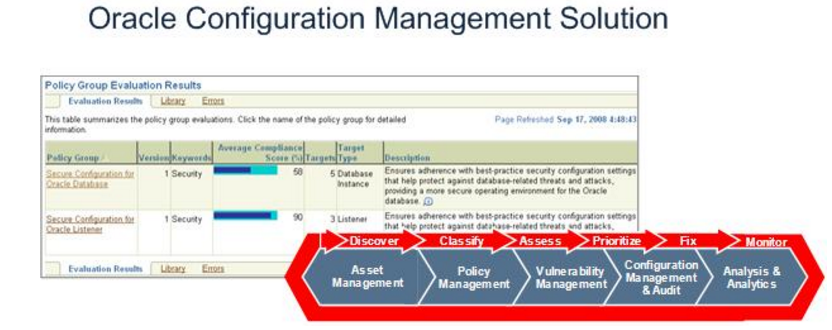 Oracle Configuration Management Solution
Policy Group Evaluation Results
Evaluation Results Library Errors
This table summarizes the policy group evaluations. Click the name of the policy group for detailed
information.
Page Refreshed Sep 17, 2008 4:48:43
Policy Group Version Keywords Average Compliance Score (%) Targets Target Type Description
Secure Configuration for
Oracle Database
1 Security 58 5 Database
Instance
Ensures adherence with best-practice security configuration settings
that help protect against database-related threats and attacks,
providing a more secure operating environment for the Oracle
database.
Secure Configuration for
Oracle Listener
1 Security 90 3 Listener
Ensures adherence with best-practice security configuration settings
that help protect against database-related threats and attacks,
Evaluation Results Library Errors
Discover Classify Assess Prioritize Fix Monitor
Asset
Management
Policy
Management
Vulnerability
Management
Configuration
Management
& Audit
Analysis &
Analytics